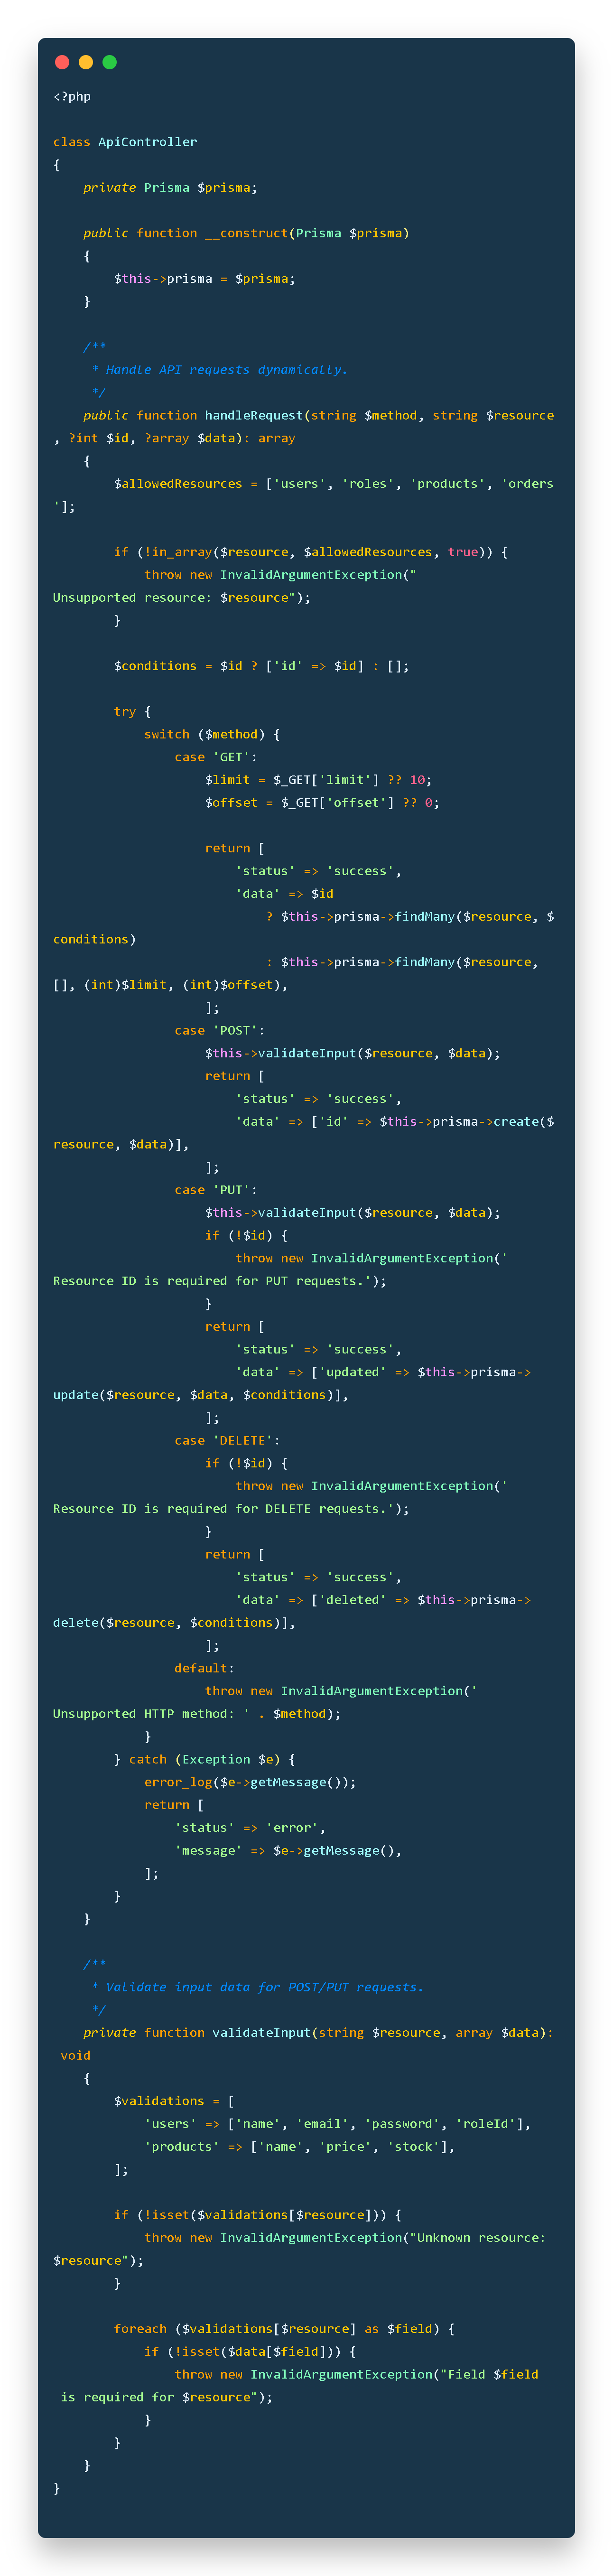 <?php

class ApiController
{
    private Prisma $prisma;

    public function __construct(Prisma $prisma)
    {
        $this->prisma = $prisma;
    }

    /**
     * Handle API requests dynamically.
     */
    public function handleRequest(string $method, string $resource
, ?int $id, ?array $data): array
    {
        $allowedResources = ['users', 'roles', 'products', 'orders
'];

        if (!in_array($resource, $allowedResources, true)) {
            throw new InvalidArgumentException("
Unsupported resource: $resource");
        }

        $conditions = $id ? ['id' => $id] : [];

        try {
            switch ($method) {
                case 'GET':
                    $limit = $_GET['limit'] ?? 10;
                    $offset = $_GET['offset'] ?? 0;

                    return [
                        'status' => 'success',
                        'data' => $id
                            ? $this->prisma->findMany($resource, $
conditions)
                            : $this->prisma->findMany($resource,
[], (int)$limit, (int)$offset),
                    ];
                case 'POST':
                    $this->validateInput($resource, $data);
                    return [
                        'status' => 'success',
                        'data' => ['id' => $this->prisma->create($
resource, $data)],
                    ];
                case 'PUT':
                    $this->validateInput($resource, $data);
                    if (!$id) {
                        throw new InvalidArgumentException('
Resource ID is required for PUT requests.');
                    }
                    return [
                        'status' => 'success',
                        'data' => ['updated' => $this->prisma->
update($resource, $data, $conditions)],
                    ];
                case 'DELETE':
                    if (!$id) {
                        throw new InvalidArgumentException('
Resource ID is required for DELETE requests.');
                    }
                    return [
                        'status' => 'success',
                        'data' => ['deleted' => $this->prisma->
delete($resource, $conditions)],
                    ];
                default:
                    throw new InvalidArgumentException('
Unsupported HTTP method: ' . $method);
            }
        } catch (Exception $e) {
            error_log($e->getMessage());
            return [
                'status' => 'error',
                'message' => $e->getMessage(),
            ];
        }
    }

    /**
     * Validate input data for POST/PUT requests.
     */
    private function validateInput(string $resource, array $data):
 void
    {
        $validations = [
            'users' => ['name', 'email', 'password', 'roleId'],
            'products' => ['name', 'price', 'stock'],
        ];

        if (!isset($validations[$resource])) {
            throw new InvalidArgumentException("Unknown resource:
$resource");
        }

        foreach ($validations[$resource] as $field) {
            if (!isset($data[$field])) {
                throw new InvalidArgumentException("Field $field
 is required for $resource");
            }
        }
    }
}